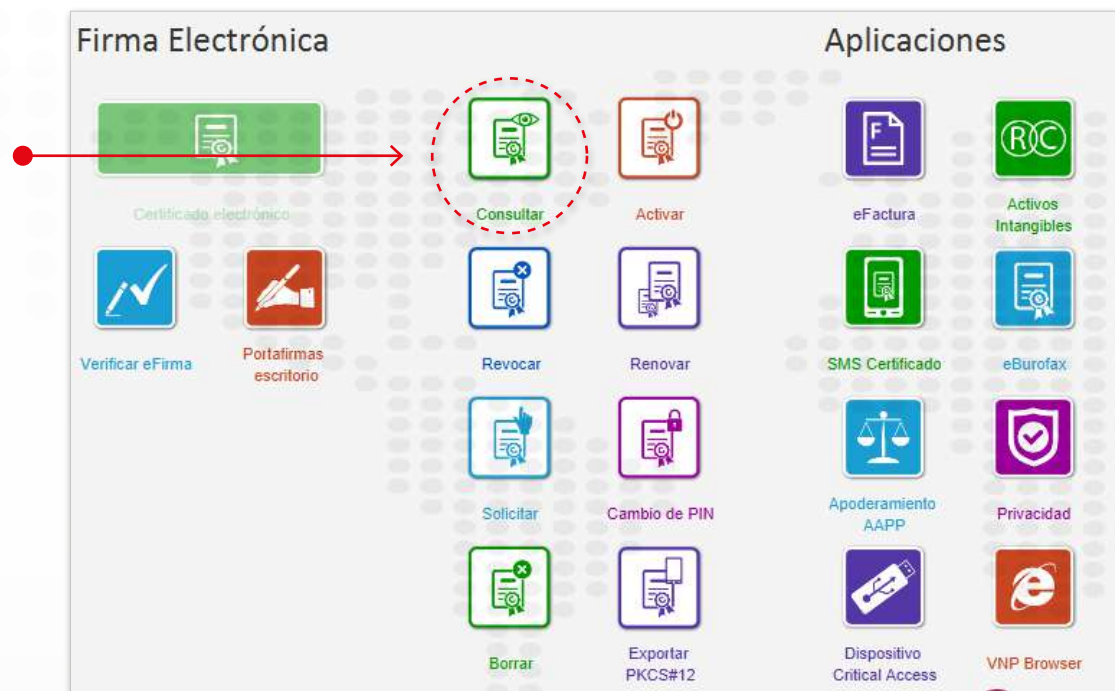 Firma Electrónica
Aplicaciones
F
RC
Certificado electrónico
Consultar
Activar
eFactura
Activos
Intangibles
Verificar eFirma
Portafirmas
escritorio
Revocar
Renovar
SMS Certificado
eBurofax
Solicitar
Cambio de PIN
Apoderamiento
AAPP
Privacidad
Borrar
Exportar
PKCS#12
Dispositivo
Critical Access
VNP Browser